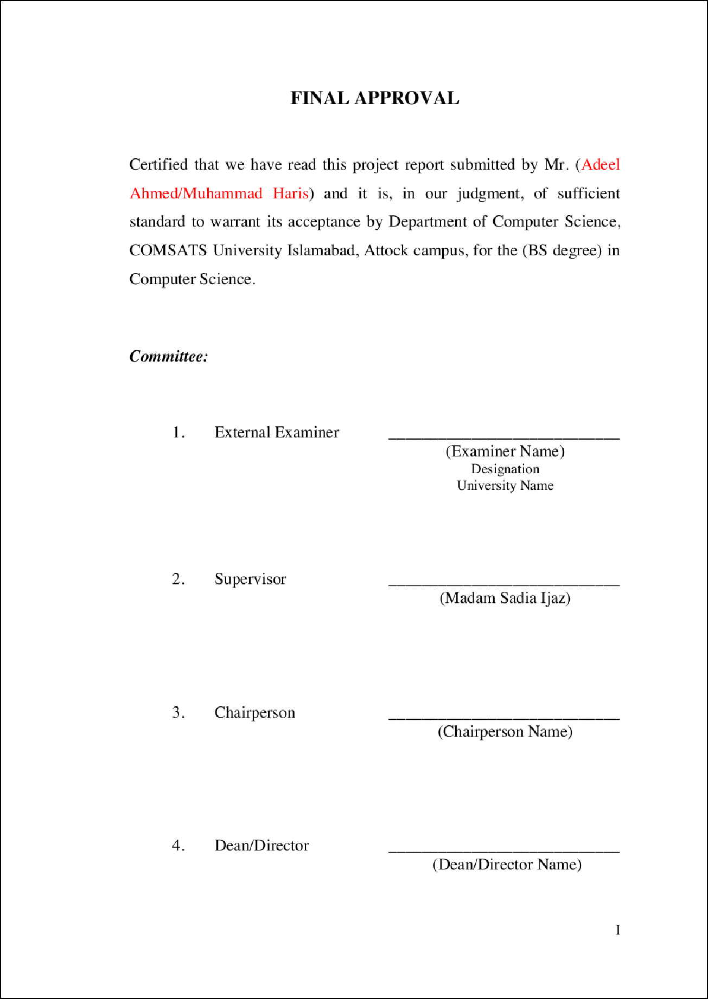 FINAL APPROVAL
Certified that we have read this project report submitted by Mr. (Adeel
Ahmed/Muhammad Haris) and it is, in our judgment, of sufficient
standard to warrant its acceptance by Department of Computer Science,
COMSATS University Islamabad, Attock campus, for the (BS degree) in
Computer Science.
Committee:
1. External Examiner ____________________________
(Examiner Name)
Designation
University Name
2. Supervisor ____________________________
(Madam Sadia Ijaz)
3. Chairperson ____________________________
(Chairperson Name)
4. Dean/Director ____________________________
(Dean/Director Name)
I